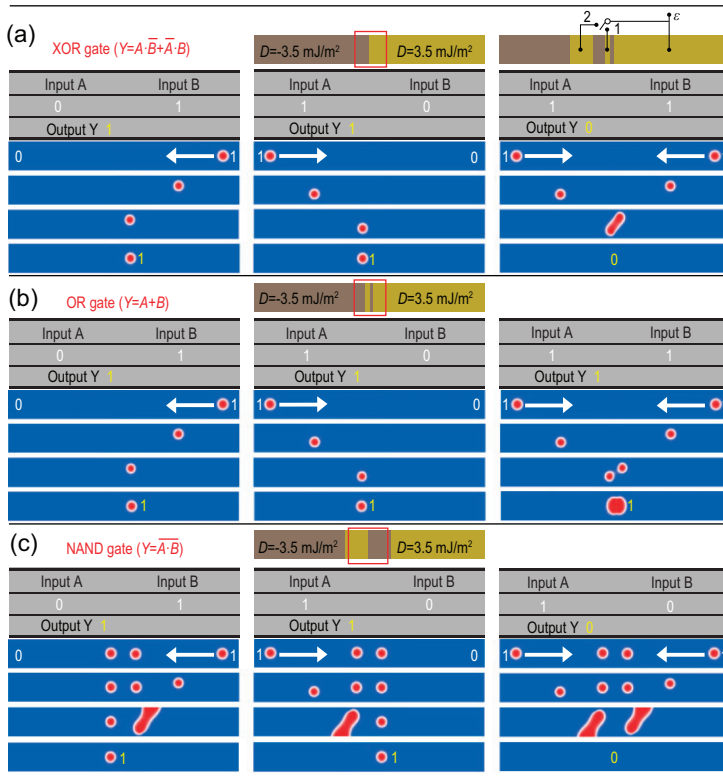 (a)
XOR gate (Y=A·B̅+A̅·B)
D=-3.5 mJ/m²
D=3.5 mJ/m²
2
1
ε
Input A Input B
0 1
Output Y 1
0 1
1
Input A Input B
1 0
Output Y 1
1 0
1
Input A Input B
1 1
Output Y 0
1
0
(b)
OR gate (Y=A+B)
D=-3.5 mJ/m²
D=3.5 mJ/m²
Input A Input B
0 1
Output Y 1
0 1
1
Input A Input B
1 0
Output Y 1
1 0
1
Input A Input B
1 1
Output Y 1
1
1
(c)
NAND gate (Y=A̅·̅B̅)
D=-3.5 mJ/m²
D=3.5 mJ/m²
Input A Input B
0 1
Output Y 1
0 1
1
Input A Input B
1 0
Output Y 1
1 0
1
Input A Input B
1 0
Output Y 0
1
0